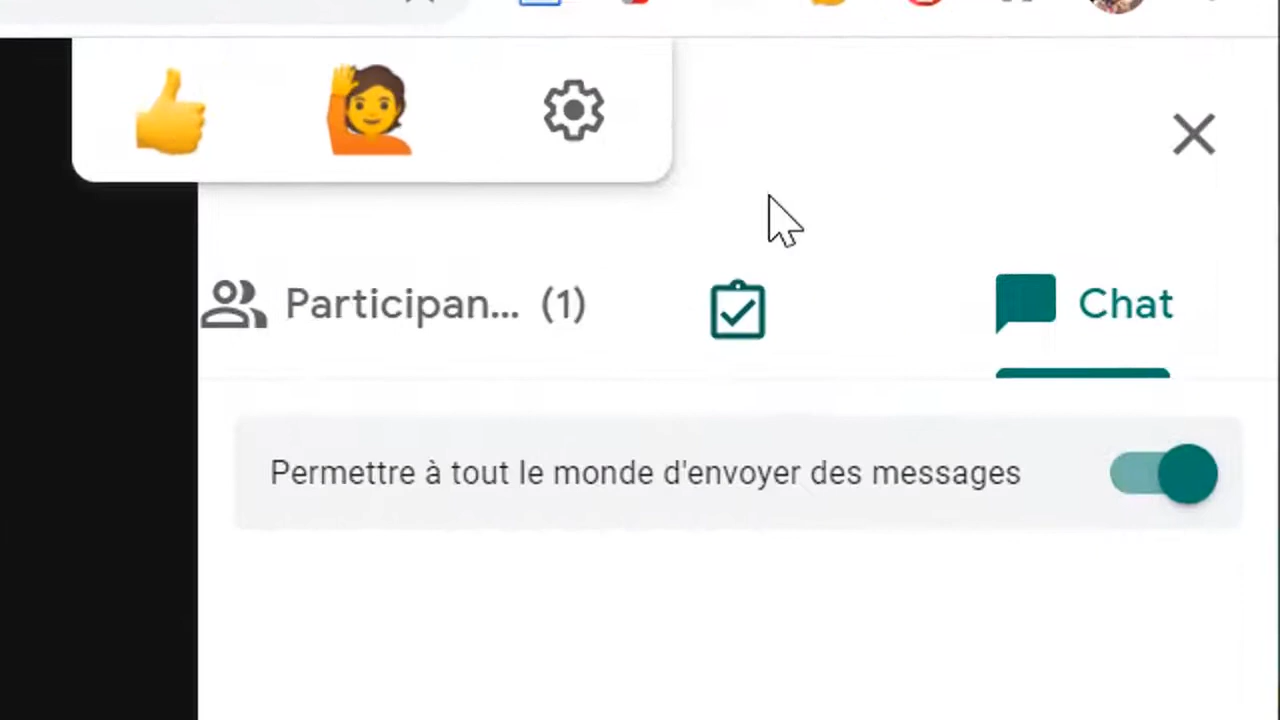 Participan... (1)
Chat
Permettre à tout le monde d'envoyer des messages